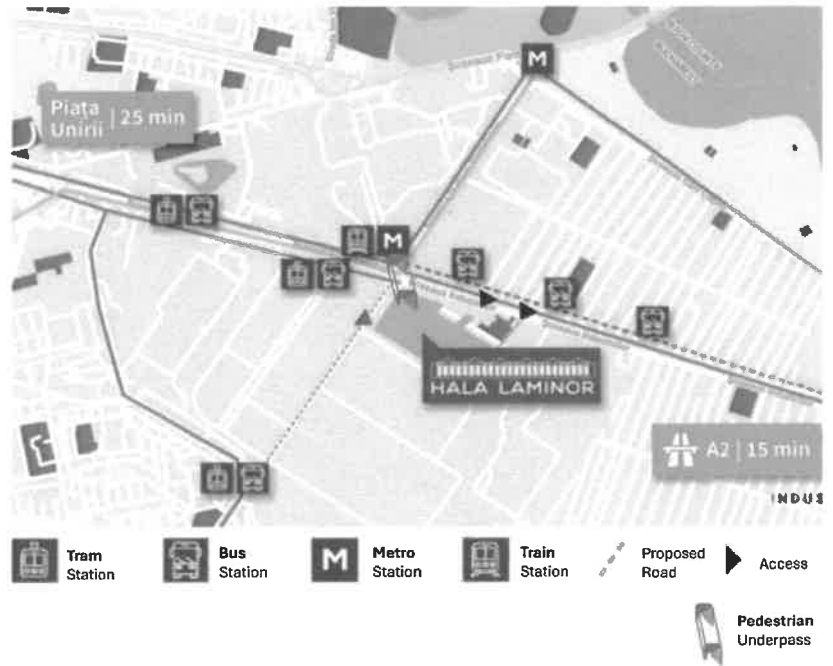 M
Piața
Unirii | 25 min
M
HALA LAMINOR
A2 | 15 min
INDUS
Tram
Station
Bus
Station
M
Metro
Station
Train
Station
Proposed
Road
Access
Pedestrian
Underpass